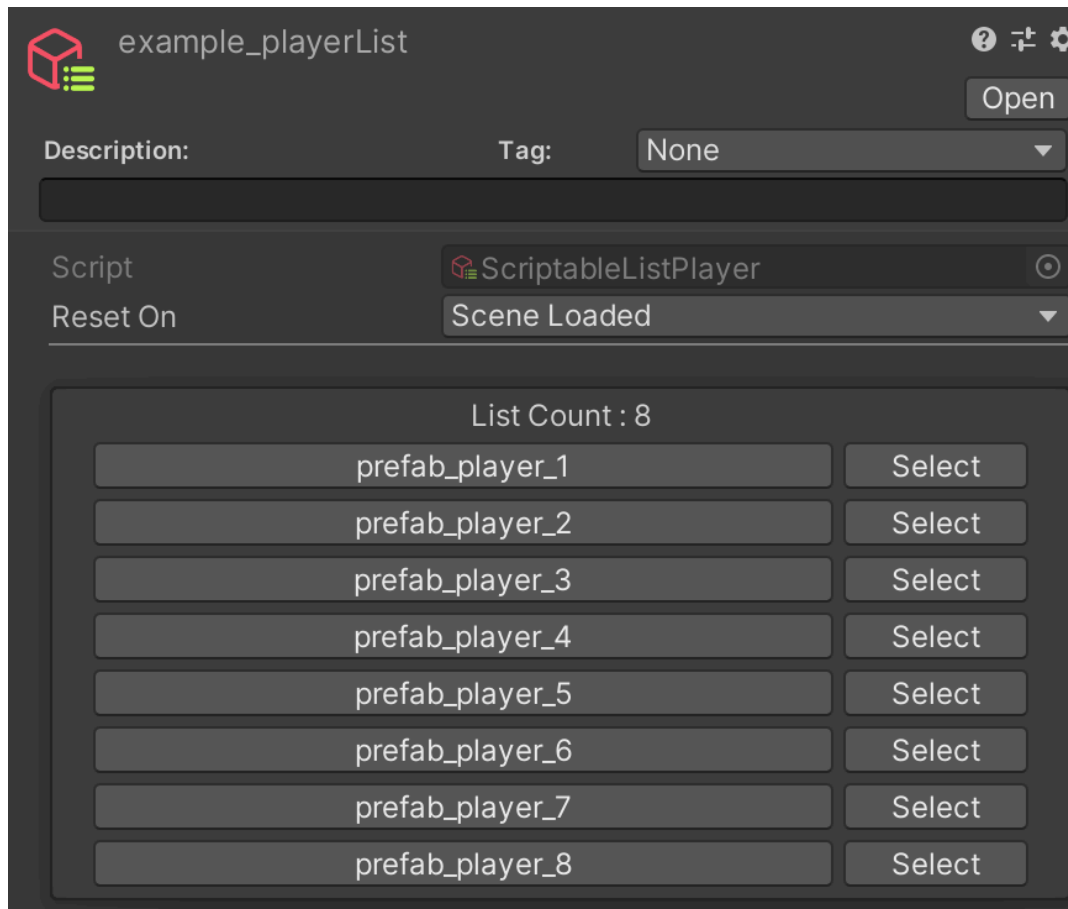 example_playerList
Open
Description: Tag: None
Script ScriptableListPlayer
Reset On Scene Loaded
List Count : 8
prefab_player_1 Select
prefab_player_2 Select
prefab_player_3 Select
prefab_player_4 Select
prefab_player_5 Select
prefab_player_6 Select
prefab_player_7 Select
prefab_player_8 Select